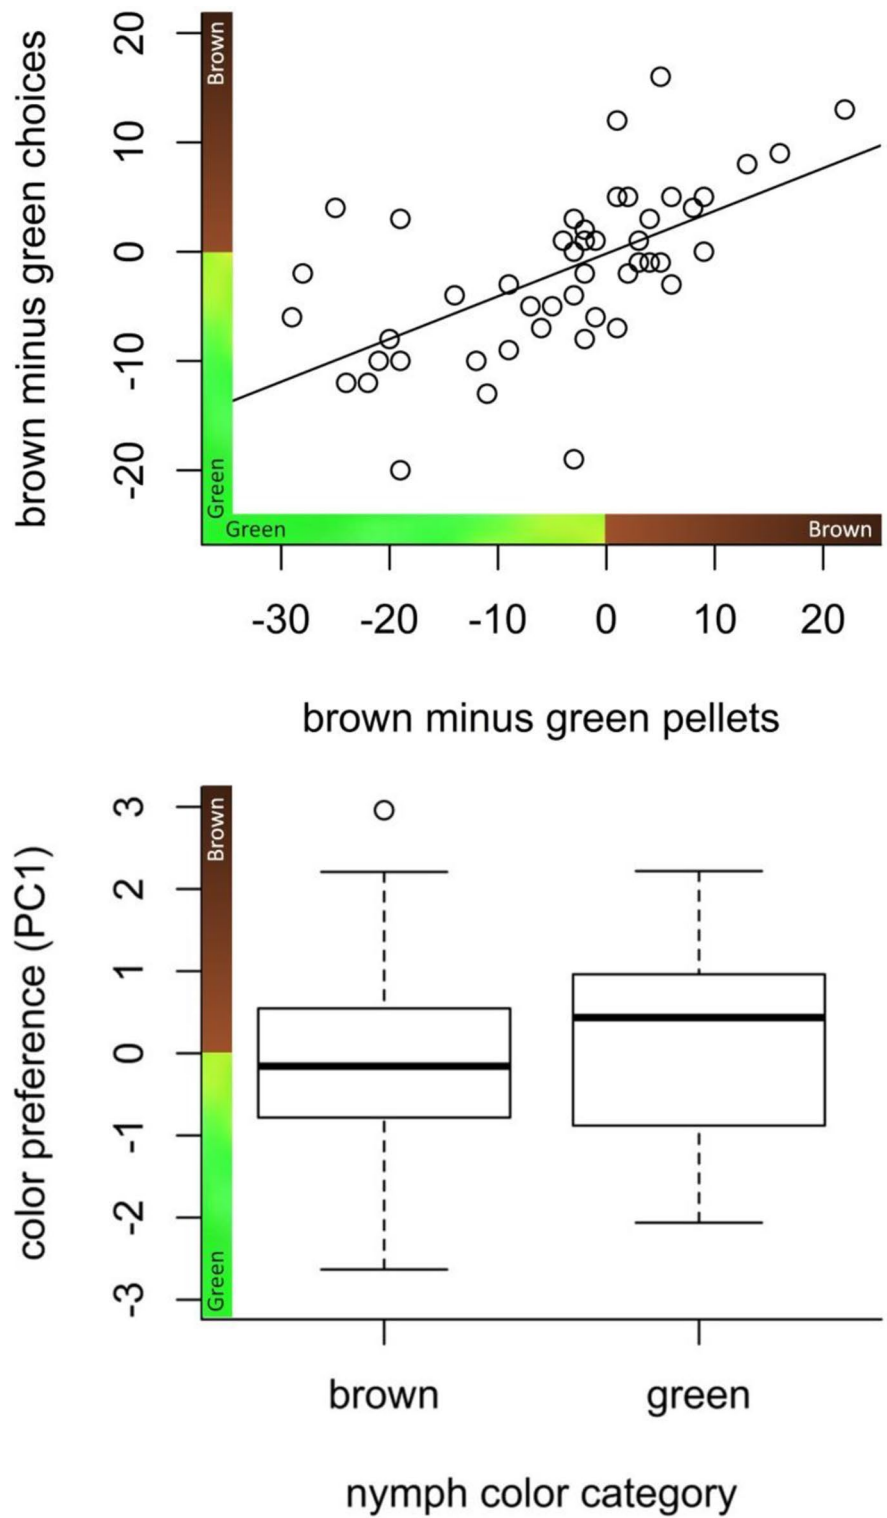 brown minus green choices
20
10
0
-10
-20
Brown
Green
Green
Brown
-30
-20
-10
0
10
20
brown minus green pellets
color preference (PC1)
3
2
1
0
-1
-2
-3
Brown
Green
brown
green
nymph color category